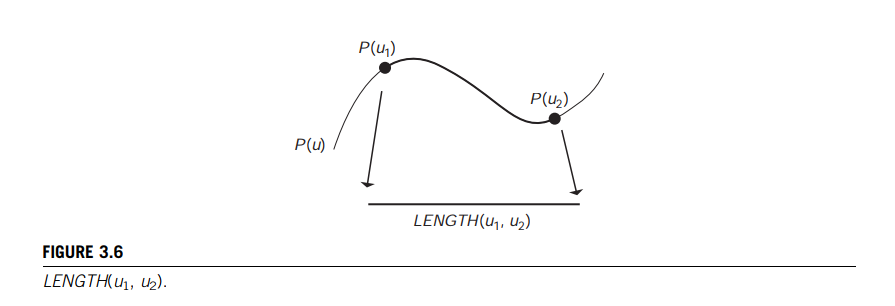 P(u₁)
P(u₂)
P(u)
LENGTH(u₁, u₂)
FIGURE 3.6
LENGTH(u₁, u₂).